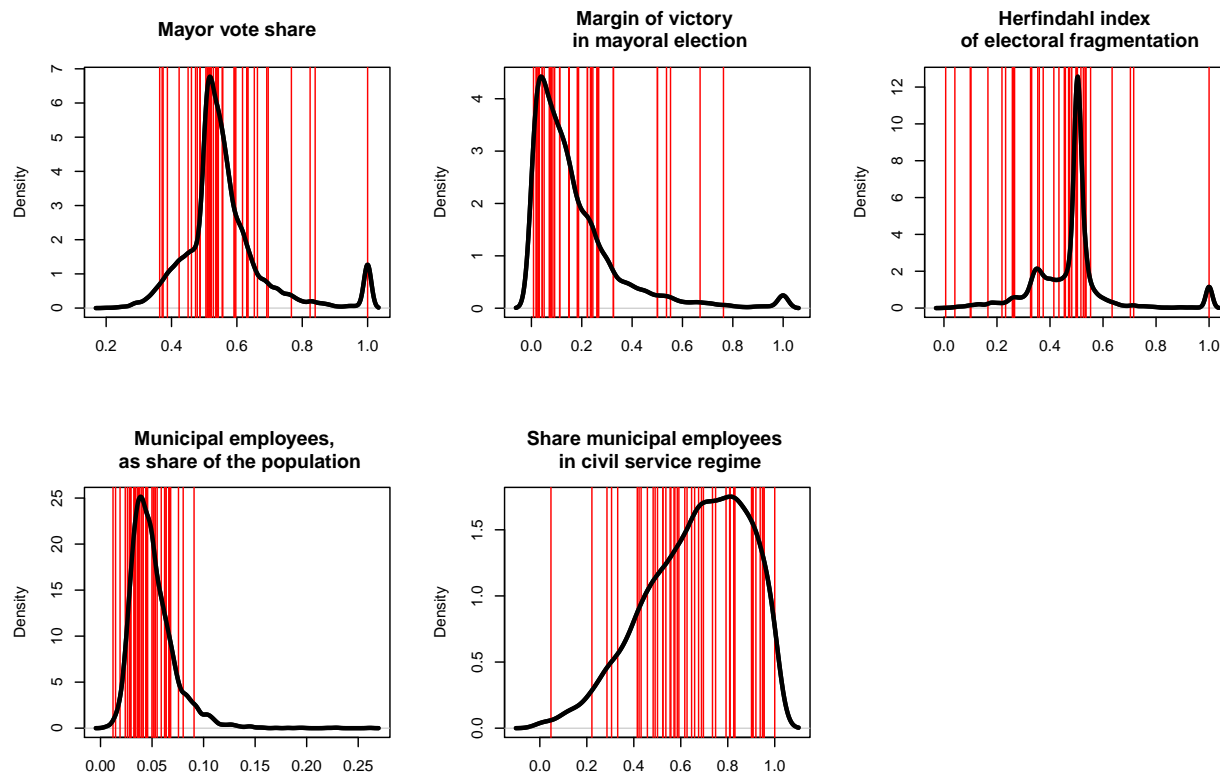 Mayor vote share
Density
0 1 2 3 4 5 6 7
0.2 0.4 0.6 0.8 1.0
Margin of victory
in mayoral election
Density
0 1 2 3 4
0.0 0.2 0.4 0.6 0.8 1.0
Herfindahl index
of electoral fragmentation
Density
0 2 4 6 8 10 12
0.0 0.2 0.4 0.6 0.8 1.0
Municipal employees,
as share of the population
Density
0 5 10 15 20 25
0.00 0.05 0.10 0.15 0.20 0.25
Share municipal employees
in civil service regime
Density
0.0 0.5 1.0 1.5
0.0 0.2 0.4 0.6 0.8 1.0